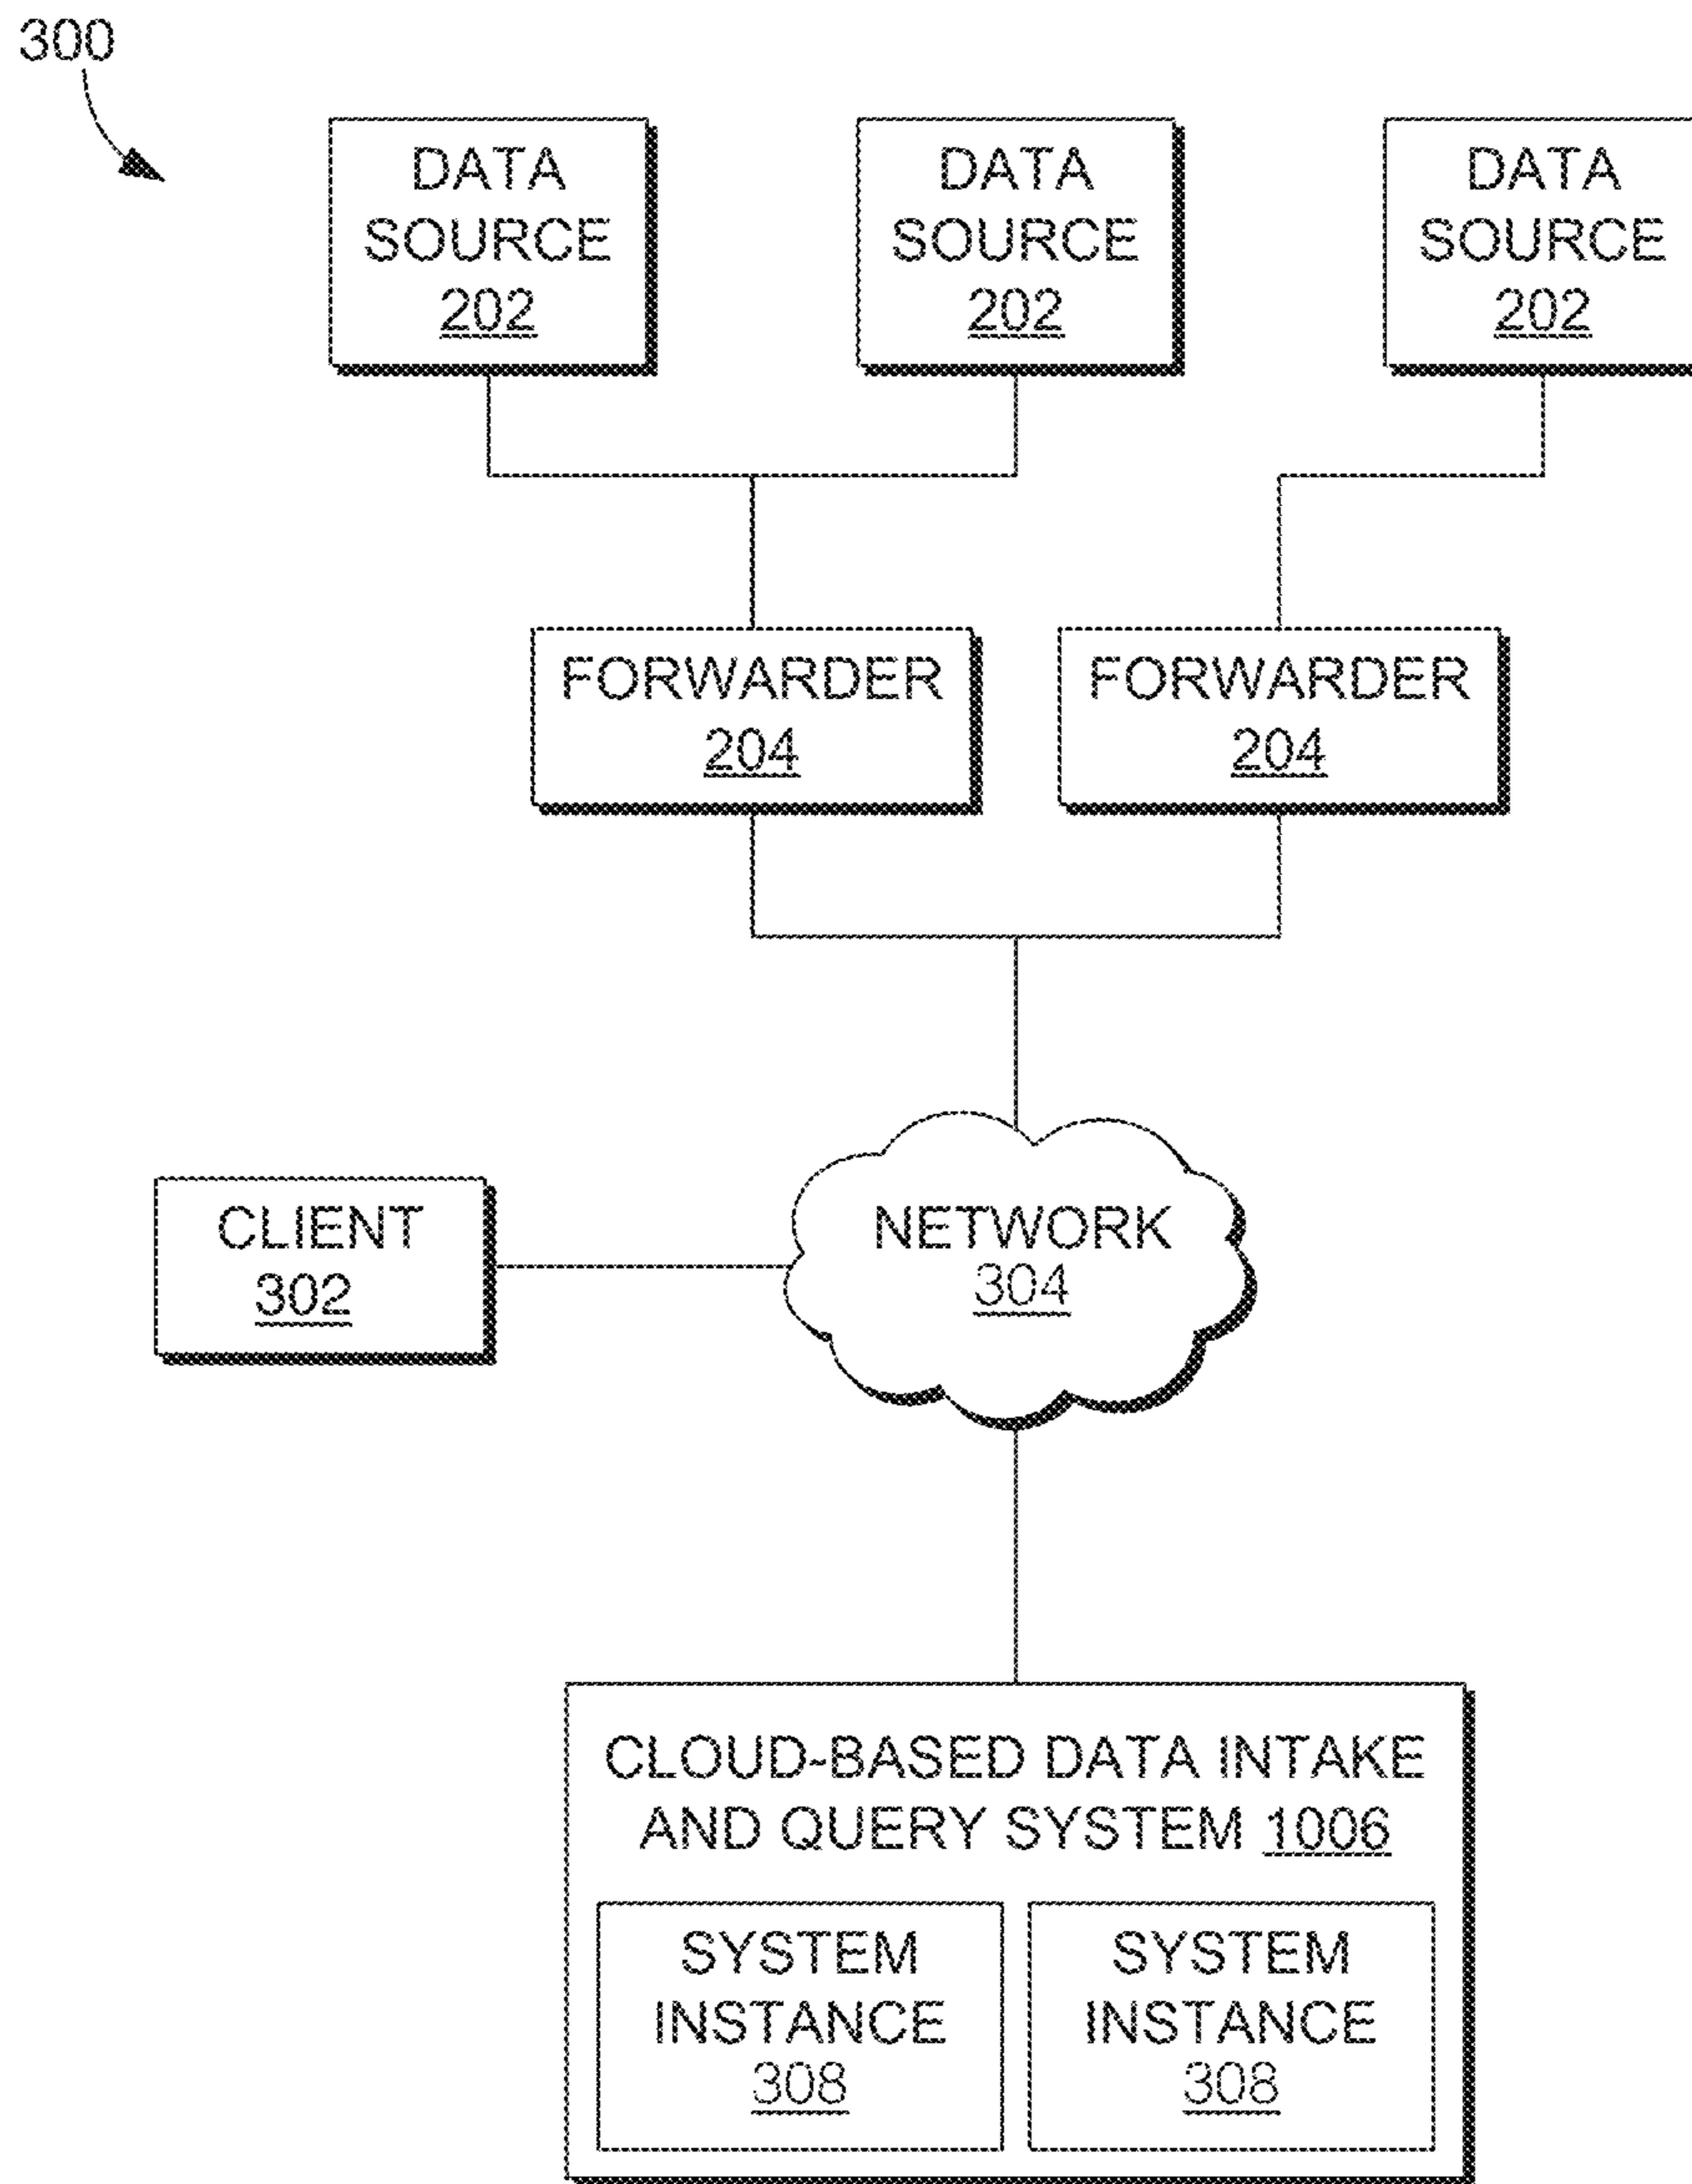 300
DATA
SOURCE
202
DATA
SOURCE
202
DATA
SOURCE
202
FORWARDER
204
FORWARDER
204
CLIENT
302
NETWORK
304
CLOUD-BASED DATA INTAKE
AND QUERY SYSTEM 1006
SYSTEM
INSTANCE
308
SYSTEM
INSTANCE
308